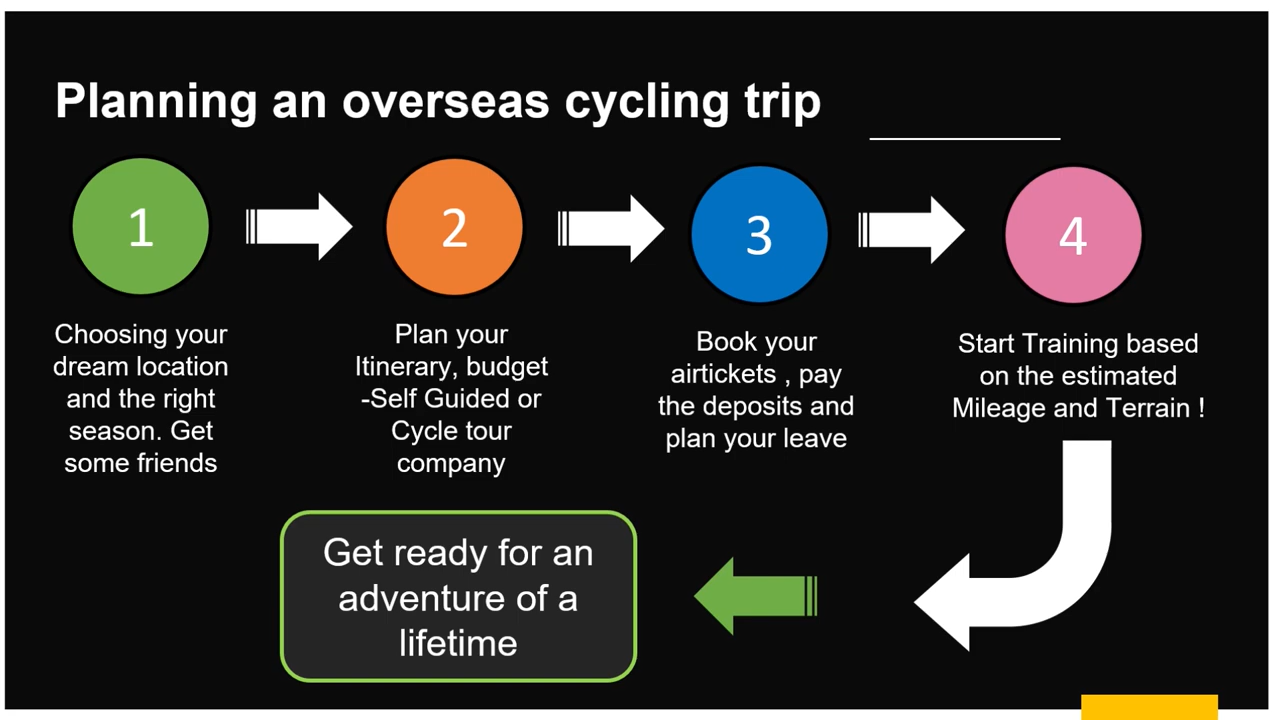 Planning an overseas cycling trip
1
2
3
4
Choosing your
dream location
and the right
season. Get
some friends
Plan your
Itinerary, budget
-Self Guided or
Cycle tour
company
Book your
airtickets , pay
the deposits and
plan your leave
Start Training based
on the estimated
Mileage and Terrain !
Get ready for an
adventure of a
lifetime